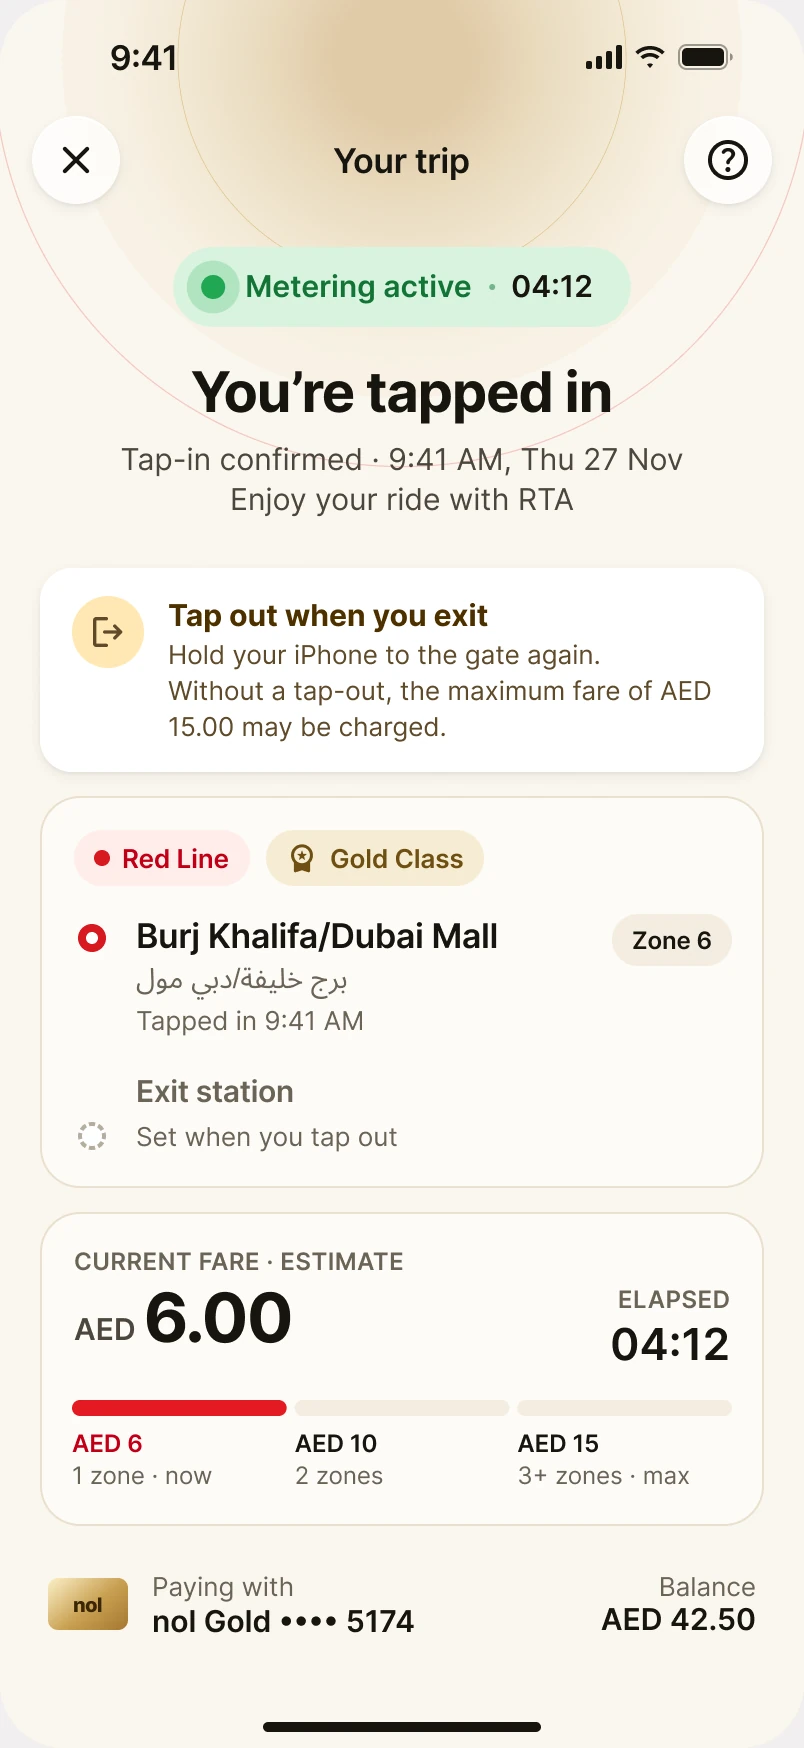 9:41
Your trip
Metering active · 04:12
You’re tapped in
Tap-in confirmed · 9:41 AM, Thu 27 Nov
Enjoy your ride with RTA
Tap out when you exit
Hold your iPhone to the gate again.
Without a tap-out, the maximum fare of AED
15.00 may be charged.
Red Line
Gold Class
Burj Khalifa/Dubai Mall
Zone 6
برج خليفة/دبي مول
Tapped in 9:41 AM
Exit station
Set when you tap out
CURRENT FARE · ESTIMATE
AED 6.00
ELAPSED
04:12
AED 6
1 zone · now
AED 10
2 zones
AED 15
3+ zones · max
nol
Paying with
nol Gold •••• 5174
Balance
AED 42.50